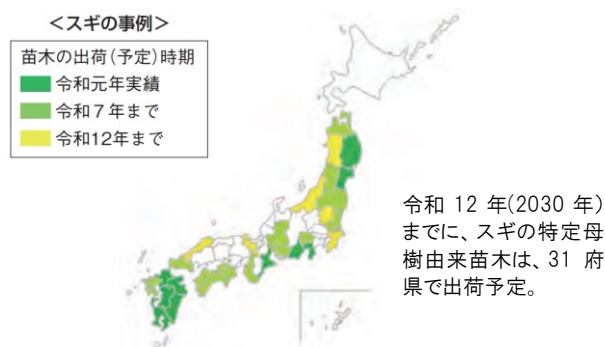 ＜スギの事例＞
苗木の出荷（予定）時期
令和元年実績
令和７年まで
令和12年まで
令和 12 年(2030 年)
までに、スギの特定母
樹由来苗木は、31 府
県で出荷予定。